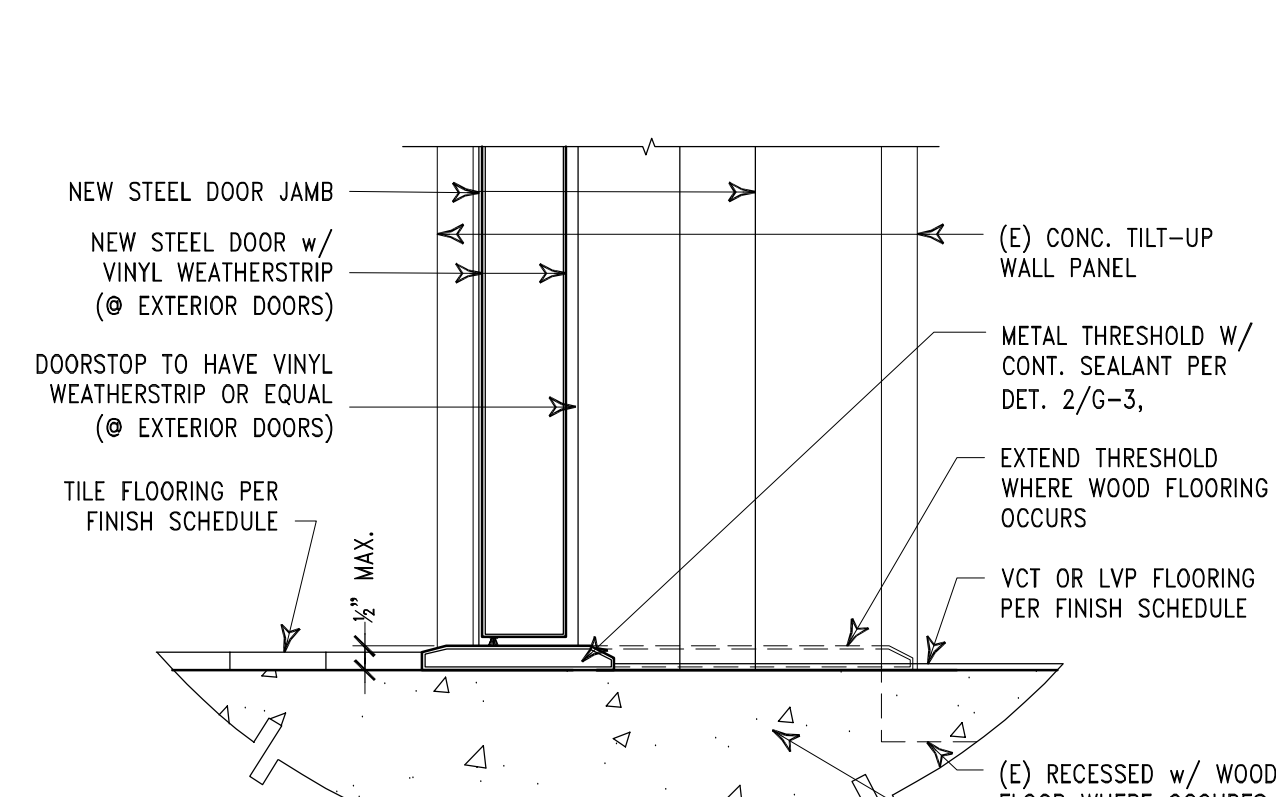 NEW STEEL DOOR JAMB
NEW STEEL DOOR w/
VINYL WEATHERSTRIP
(@ EXTERIOR DOORS)
DOORSTOP TO HAVE VINYL
WEATHERSTRIP OR EQUAL
(@ EXTERIOR DOORS)
TILE FLOORING PER
FINISH SCHEDULE
½" MAX.
(E) CONC. TILT-UP
WALL PANEL
METAL THRESHOLD W/
CONT. SEALANT PER
DET. 2/G-3,
EXTEND THRESHOLD
WHERE WOOD FLOORING
OCCURS
VCT OR LVP FLOORING
PER FINISH SCHEDULE
(E) RECESSED w/ WOOD
FLOOR WHERE